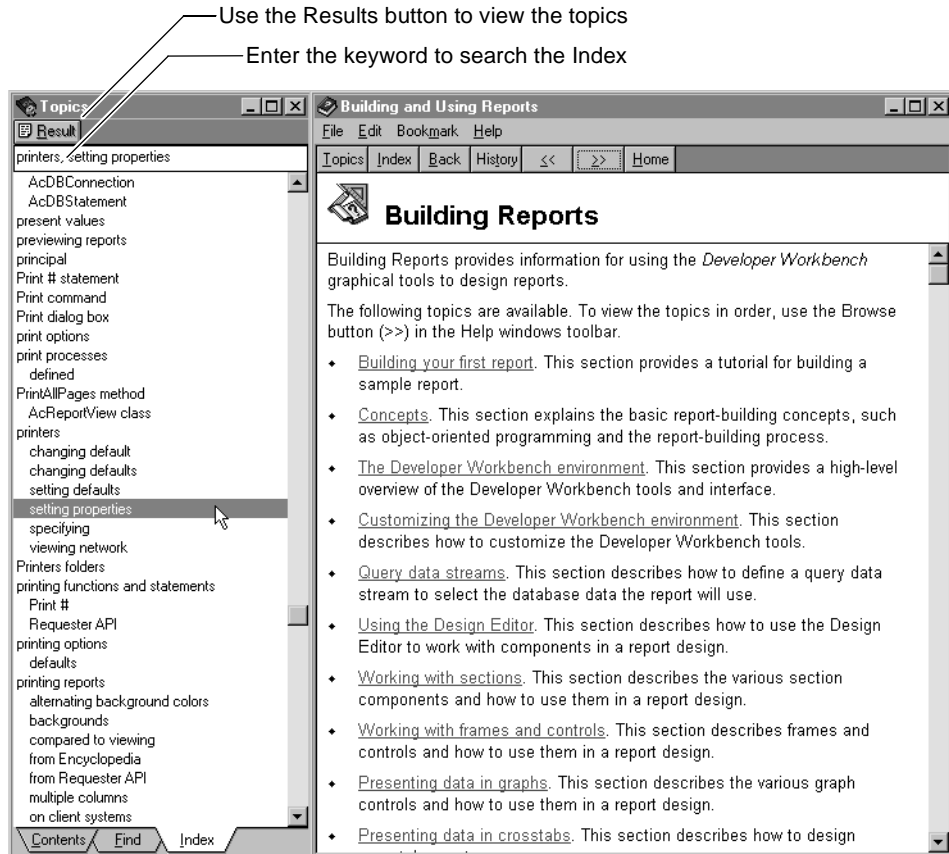 Use the Results button to view the topics
Enter the keyword to search the Index
Topics
Result
printers, setting properties
AcDBConnection
AcDBStatement
present values
previewing reports
principal
Print # statement
Print command
Print dialog box
print options
print processes
defined
PrintAllPages method
AcReportView class
printers
changing default
changing defaults
setting defaults
setting properties
specifying
viewing network
Printers folders
printing functions and statements
Print #
Requester API
printing options
defaults
printing reports
alternating background colors
backgrounds
compared to viewing
from Encyclopedia
from Requester API
multiple columns
on client systems
Contents Find Index
Building and Using Reports
File Edit Bookmark Help
Topics Index Back History << >> Home
Building Reports
Building Reports provides information for using the Developer Workbench
graphical tools to design reports.
The following topics are available. To view the topics in order, use the Browse
button (>>) in the Help windows toolbar.
Building your first report. This section provides a tutorial for building a
sample report.
Concepts. This section explains the basic report-building concepts, such
as object-oriented programming and the report-building process.
The Developer Workbench environment. This section provides a high-level
overview of the Developer Workbench tools and interface.
Customizing the Developer Workbench environment. This section
describes how to customize the Developer Workbench tools.
Query data streams. This section describes how to define a query data
stream to select the database data the report will use.
Using the Design Editor. This section describes how to use the Design
Editor to work with components in a report design.
Working with sections. This section describes the various section
components and how to use them in a report design.
Working with frames and controls. This section describes frames and
controls and how to use them in a report design.
Presenting data in graphs. This section describes the various graph
controls and how to use them in a report design.
Presenting data in crosstabs. This section describes how to design